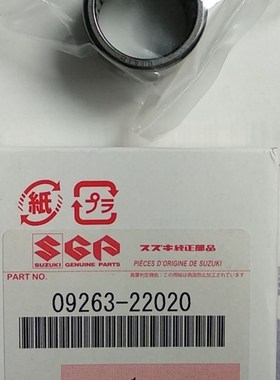 紙
プラ
SGP
スズキ純正部品
SUZUKI GENUINE PARTS
PIÈCES D'ORIGINE DE SUZUKI
PART NO.
09263-22020